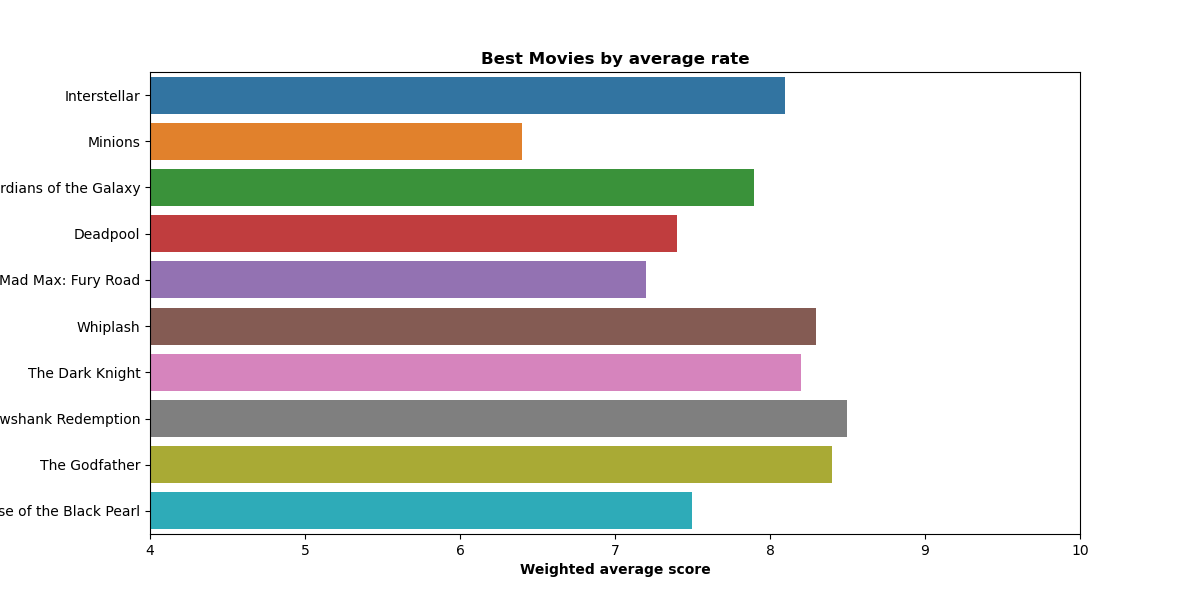 Best Movies by average rate
Interstellar
Minions
rdians of the Galaxy
Deadpool
Mad Max: Fury Road
Whiplash
The Dark Knight
wshank Redemption
The Godfather
se of the Black Pearl
4 5 6 7 8 9 10
Weighted average score